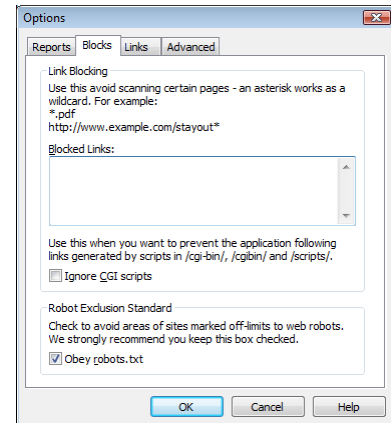 Options
Reports Blocks Links Advanced
Link Blocking
Use this avoid scanning certain pages - an asterisk works as a
wildcard. For example:
*.pdf
http://www.example.com/stayout*
Blocked Links:
Use this when you want to prevent the application following
links generated by scripts in /cgi-bin/, /cgibin/ and /scripts/.
Ignore CGI scripts
Robot Exclusion Standard
Check to avoid areas of sites marked off-limits to web robots.
We strongly recommend you keep this box checked.
Obey robots.txt
OK Cancel Help